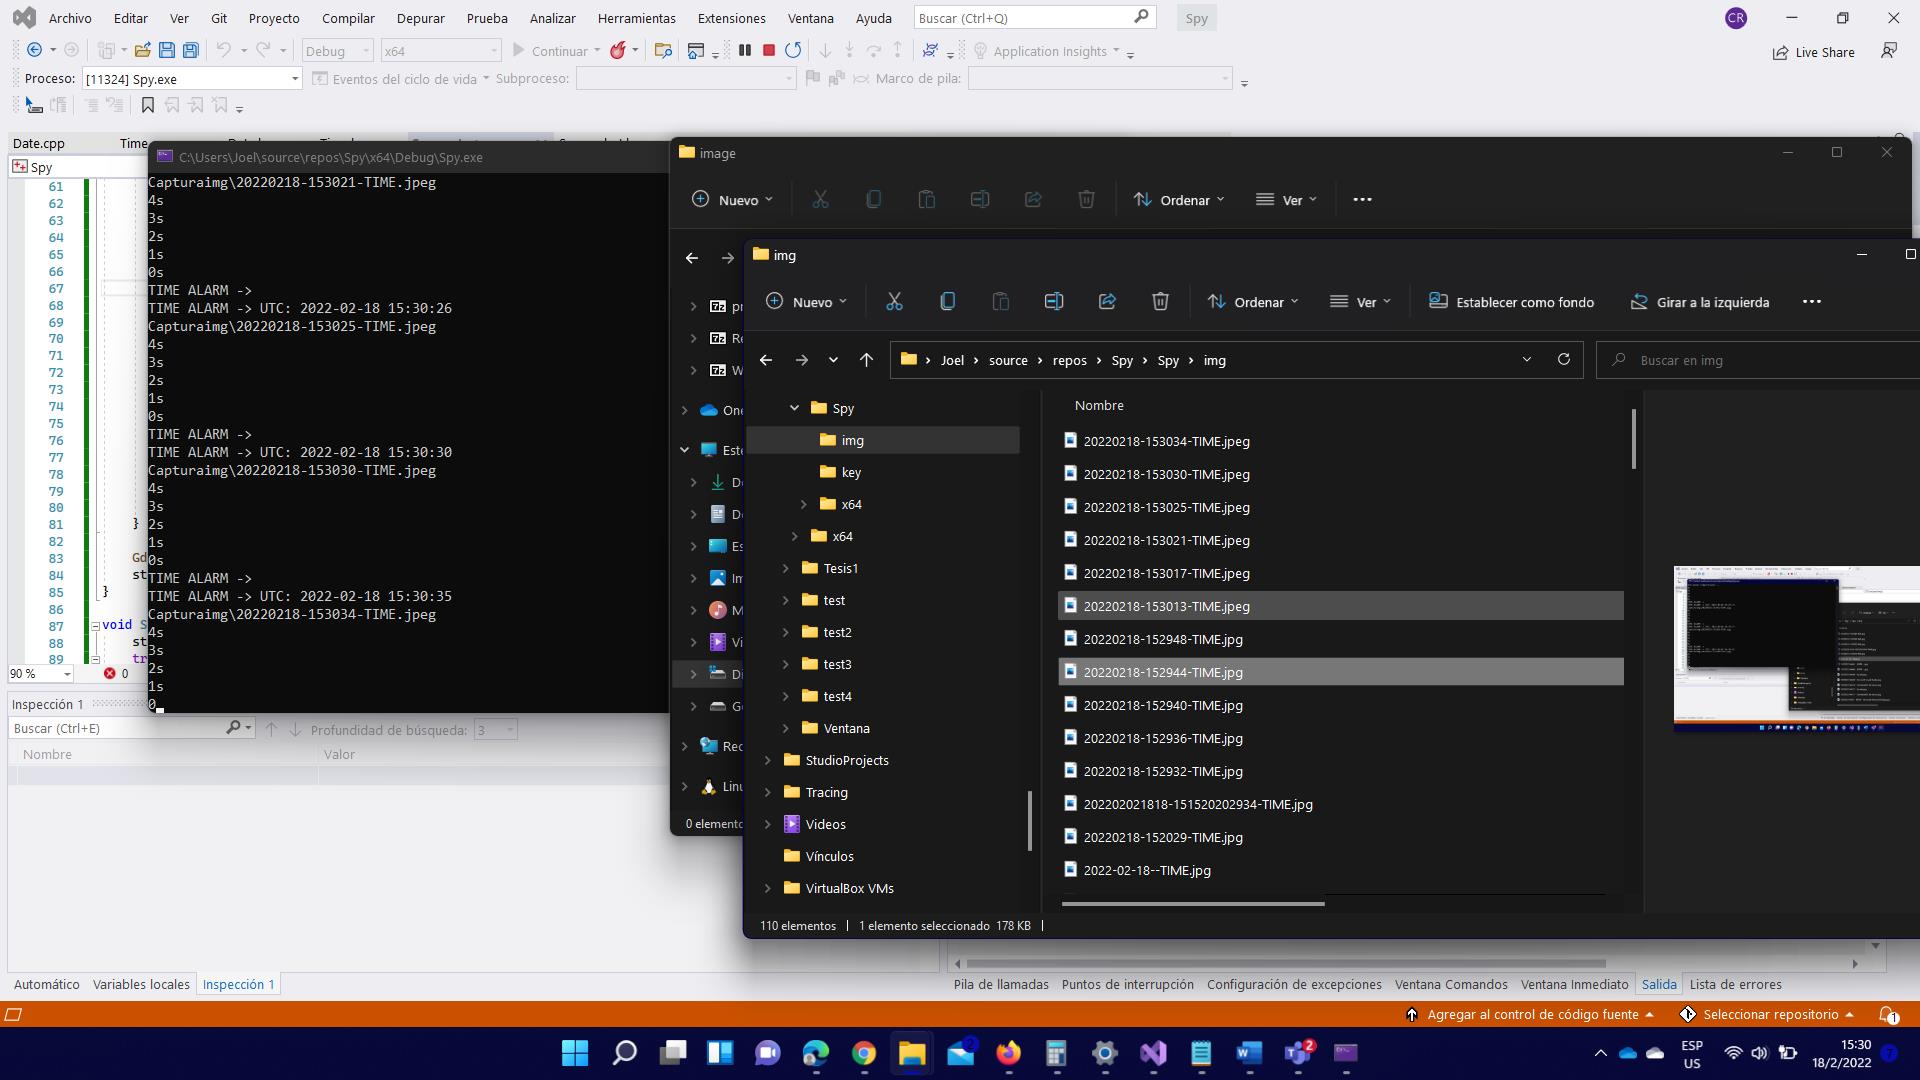 Archivo Editar Ver Git Proyecto Compilar Depurar Prueba Analizar Herramientas Extensiones Ventana Ayuda Buscar (Ctrl+Q) Spy CR
Debug x64 Continuar Application Insights Live Share
Proceso: [11324] Spy.exe Eventos del ciclo de vida Subproceso: Marco de pila:
Date.cpp Time
Spy
61
62
63
64
65
66
67
68
69
70
71
72
73
74
75
76
77
78
79
80
81 }
82
83 Gd
84 st
85 }
86
87 void S
88 st
89 tr
90 % 0
C:\Users\Joel\source\repos\Spy\x64\Debug\Spy.exe
Capturaimg\20220218-153021-TIME.jpeg
4s
3s
2s
1s
0s
TIME ALARM ->
TIME ALARM -> UTC: 2022-02-18 15:30:26
Capturaimg\20220218-153025-TIME.jpeg
4s
3s
2s
1s
0s
TIME ALARM ->
TIME ALARM -> UTC: 2022-02-18 15:30:30
Capturaimg\20220218-153030-TIME.jpeg
4s
3s
2s
1s
0s
TIME ALARM ->
TIME ALARM -> UTC: 2022-02-18 15:30:35
Capturaimg\20220218-153034-TIME.jpeg
4s
3s
2s
1s
0
image
Nuevo Ordenar Ver
pr
Re
W
One
Este
D
D
Es
Im
M
Vi
Di
G
Red
Linu
0 elemento
img
Nuevo Ordenar Ver Establecer como fondo Girar a la izquierda
Joel source repos Spy Spy img Buscar en img
Spy
img
key
x64
x64
Tesis1
test
test2
test3
test4
Ventana
StudioProjects
Tracing
Videos
Vínculos
VirtualBox VMs
Nombre
20220218-153034-TIME.jpeg
20220218-153030-TIME.jpeg
20220218-153025-TIME.jpeg
20220218-153021-TIME.jpeg
20220218-153017-TIME.jpeg
20220218-153013-TIME.jpeg
20220218-152948-TIME.jpg
20220218-152944-TIME.jpg
20220218-152940-TIME.jpg
20220218-152936-TIME.jpg
20220218-152932-TIME.jpg
202202021818-151520202934-TIME.jpg
20220218-152029-TIME.jpg
2022-02-18--TIME.jpg
110 elementos 1 elemento seleccionado 178 KB
Inspección 1
Buscar (Ctrl+E) Profundidad de búsqueda: 3
Nombre Valor
Automático Variables locales Inspección 1
Pila de llamadas Puntos de interrupción Configuración de excepciones Ventana Comandos Ventana Inmediato Salida Lista de errores
Agregar al control de código fuente Seleccionar repositorio 1
2 2 ESP US 15:30 18/2/2022 7